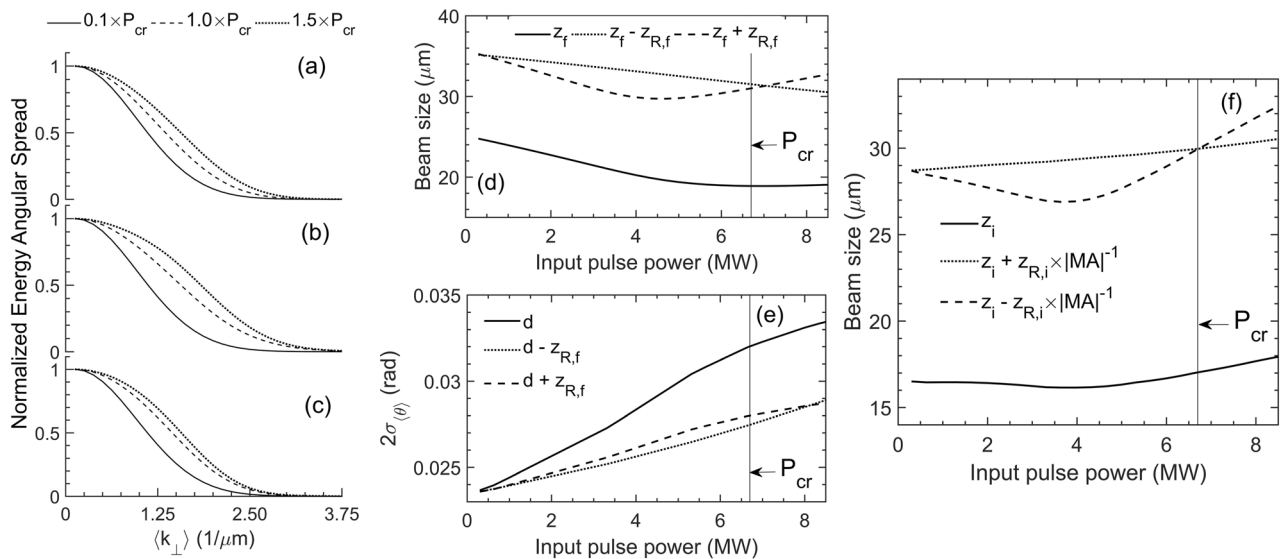 0.1×P_cr 1.0×P_cr 1.5×P_cr
Normalized Energy Angular Spread
(a)
1
0.5
0
(b)
1
0.5
0
(c)
1
0.5
0
0 1.25 2.50 3.75
⟨k_⊥⟩ (1/μm)
z_f z_f - z_R,f z_f + z_R,f
Beam size (μm)
40
30
20
P_cr
(d)
0 2 4 6 8
Input pulse power (MW)
(e)
d
d - z_R,f
d + z_R,f
2σ_⟨θ⟩ (rad)
0.035
0.03
0.025
P_cr
0 2 4 6 8
Input pulse power (MW)
(f)
Beam size (μm)
30
27
24
18
15
z_i
z_i + z_R,i×|MA|^-1
z_i - z_R,i×|MA|^-1
P_cr
0 2 4 6 8
Input pulse power (MW)